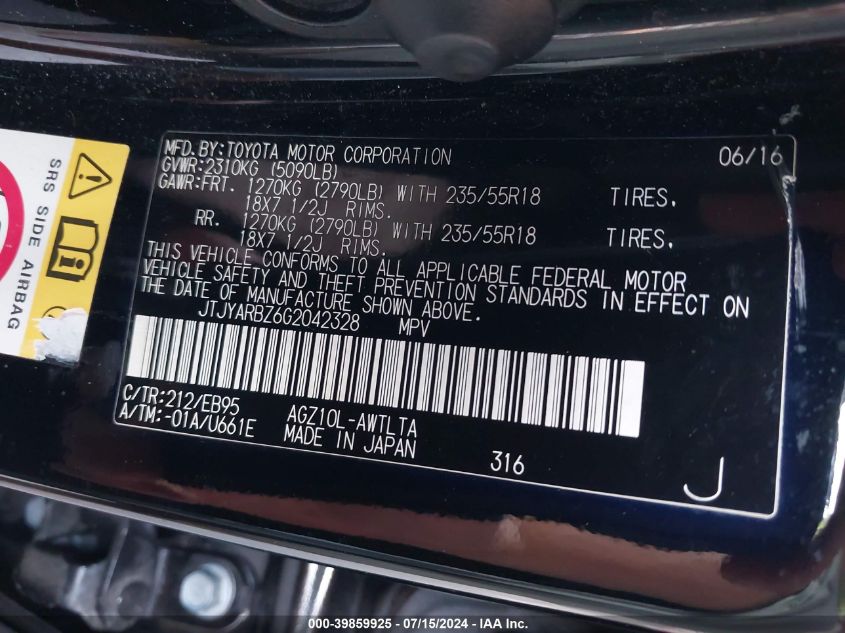 SRS SIDE AIRBAG
MFD.BY:TOYOTA MOTOR CORPORATION 06/16
GVWR:2310KG (5090LB)
GAWR:FRT. 1270KG (2790LB) WITH 235/55R18 TIRES.
18X7 1/2J RIMS.
RR. 1270KG (2790LB) WITH 235/55R18 TIRES.
18X7 1/2J RIMS.
THIS VEHICLE CONFORMS TO ALL APPLICABLE FEDERAL MOTOR
VEHICLE SAFETY AND THEFT PREVENTION STANDARDS IN EFFECT ON
THE DATE OF MANUFACTURE SHOWN ABOVE.
JTJYARBZ6G2042328 MPV
C/TR:212/EB95 AGZ10L-AWTLTA
A/TM:-01A/U661E MADE IN JAPAN
316
J
000-39859925 / 07/15/2024 / IAA Inc.